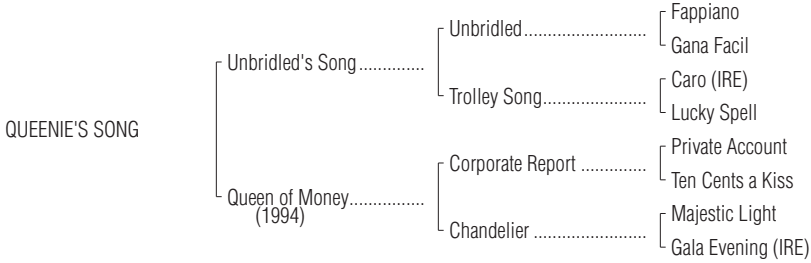 Fappiano
Unbridled..........................
Gana Facil
Unbridled's Song..............
Caro (IRE)
Trolley Song......................
Lucky Spell
QUEENIE'S SONG
Private Account
Corporate Report ..............
Ten Cents a Kiss
Queen of Money................
(1994)
Majestic Light
Chandelier ........................
Gala Evening (IRE)